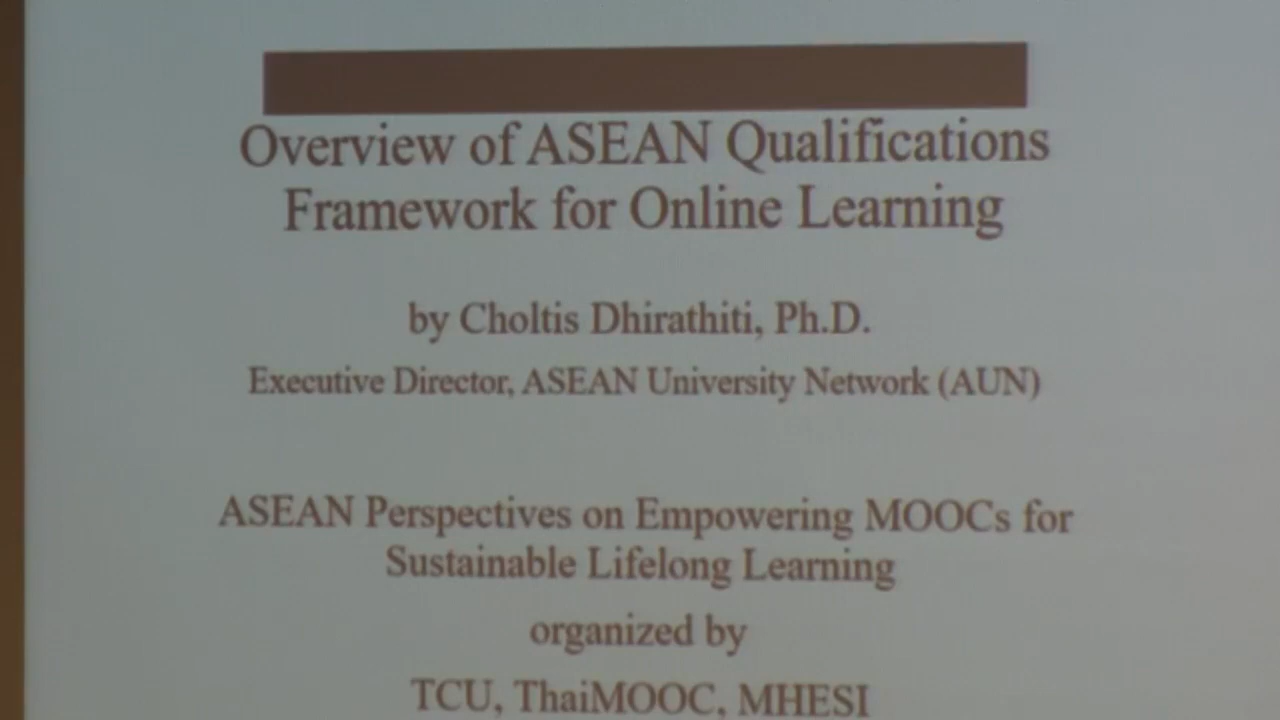 Overview of ASEAN Qualifications
Framework for Online Learning
by Choltis Dhirathiti, Ph.D.
Executive Director, ASEAN University Network (AUN)
ASEAN Perspectives on Empowering MOOCs for
Sustainable Lifelong Learning
organized by
TCU, ThaiMOOC, MHESI